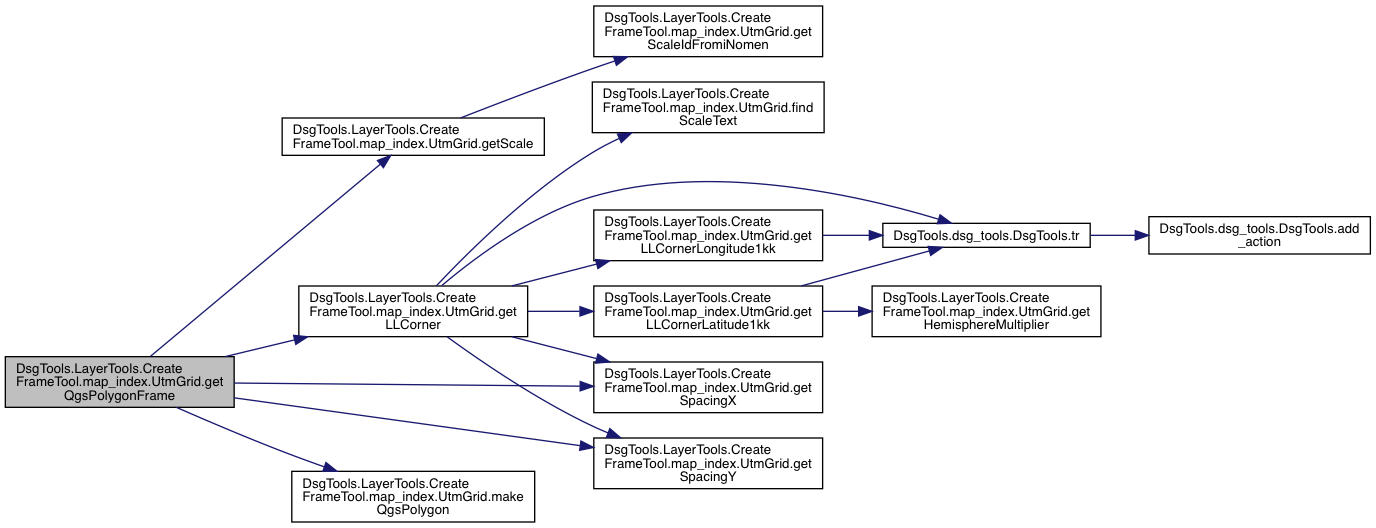 DsgTools.LayerTools.Create
FrameTool.map_index.UtmGrid.get
ScaleIdFromiNomen
DsgTools.LayerTools.Create
FrameTool.map_index.UtmGrid.find
ScaleText
DsgTools.LayerTools.Create
FrameTool.map_index.UtmGrid.getScale
DsgTools.LayerTools.Create
FrameTool.map_index.UtmGrid.get
LLCornerLongitude1kk
DsgTools.dsg_tools.DsgTools.tr
DsgTools.dsg_tools.DsgTools.add
_action
DsgTools.LayerTools.Create
FrameTool.map_index.UtmGrid.get
LLCorner
DsgTools.LayerTools.Create
FrameTool.map_index.UtmGrid.get
LLCornerLatitude1kk
DsgTools.LayerTools.Create
FrameTool.map_index.UtmGrid.get
HemisphereMultiplier
DsgTools.LayerTools.Create
FrameTool.map_index.UtmGrid.get
QgsPolygonFrame
DsgTools.LayerTools.Create
FrameTool.map_index.UtmGrid.get
SpacingX
DsgTools.LayerTools.Create
FrameTool.map_index.UtmGrid.get
SpacingY
DsgTools.LayerTools.Create
FrameTool.map_index.UtmGrid.make
QgsPolygon